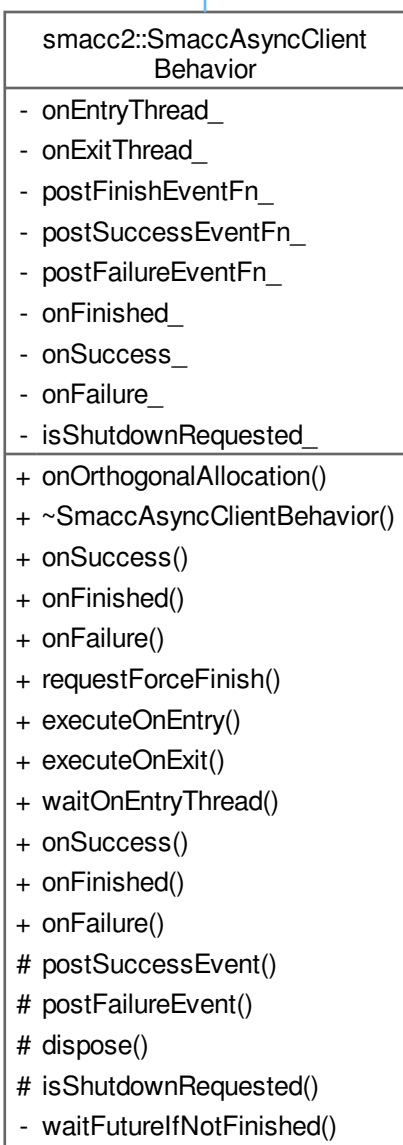 smacc2::SmaccAsyncClient
Behavior
- onEntryThread_
- onExitThread_
- postFinishEventFn_
- postSuccessEventFn_
- postFailureEventFn_
- onFinished_
- onSuccess_
- onFailure_
- isShutdownRequested_
+ onOrthogonalAllocation()
+ ~SmaccAsyncClientBehavior()
+ onSuccess()
+ onFinished()
+ onFailure()
+ requestForceFinish()
+ executeOnEntry()
+ executeOnExit()
+ waitOnEntryThread()
+ onSuccess()
+ onFinished()
+ onFailure()
# postSuccessEvent()
# postFailureEvent()
# dispose()
# isShutdownRequested()
- waitFutureIfNotFinished()